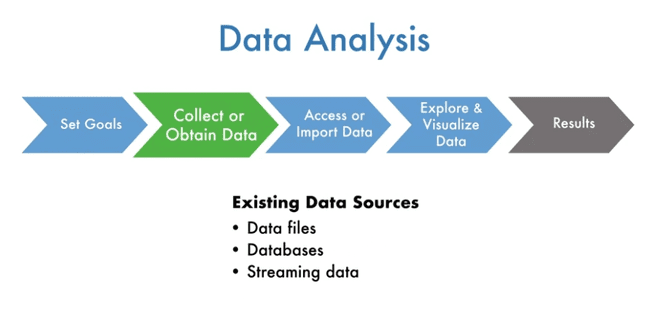 Data Analysis
Set Goals
Collect or
Obtain Data
Access or
Import Data
Explore &
Visualize
Data
Results
Existing Data Sources
• Data files
• Databases
• Streaming data